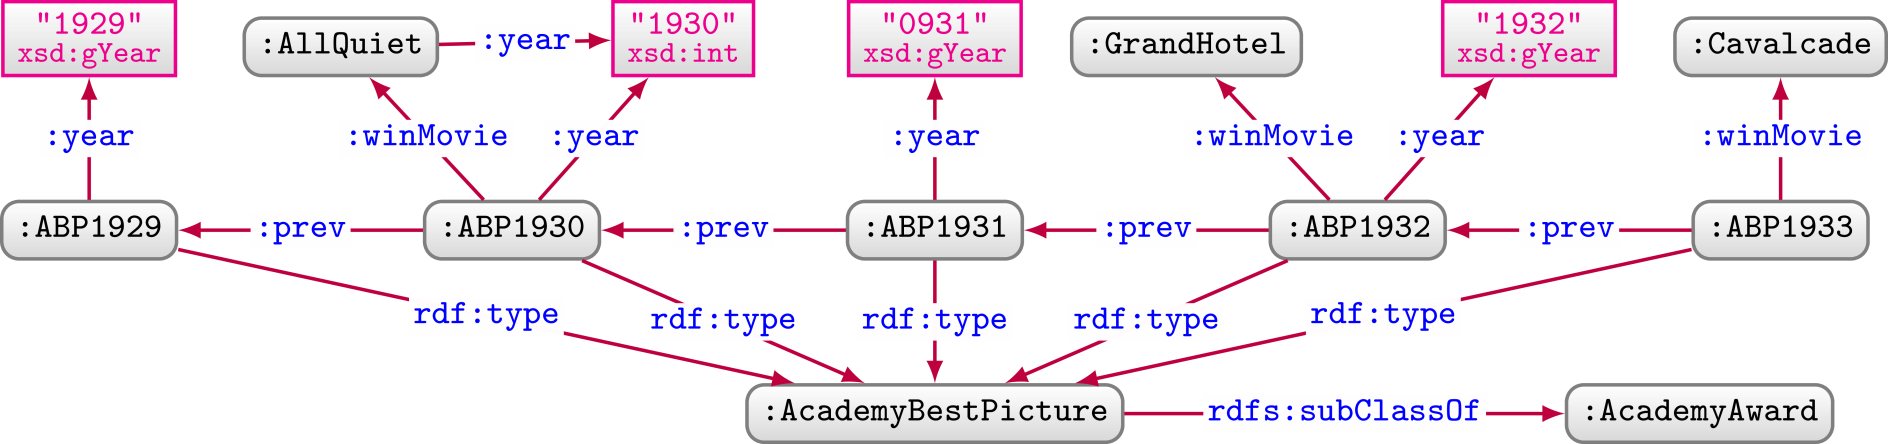 "1929"
xsd:gYear
:AllQuiet
:year
"1930"
xsd:int
"0931"
xsd:gYear
:GrandHotel
"1932"
xsd:gYear
:Cavalcade
:year
:winMovie
:year
:year
:winMovie
:year
:winMovie
:ABP1929
:prev
:ABP1930
:prev
:ABP1931
:prev
:ABP1932
:prev
:ABP1933
rdf:type
rdf:type
rdf:type
rdf:type
rdf:type
:AcademyBestPicture
rdfs:subClassOf
:AcademyAward